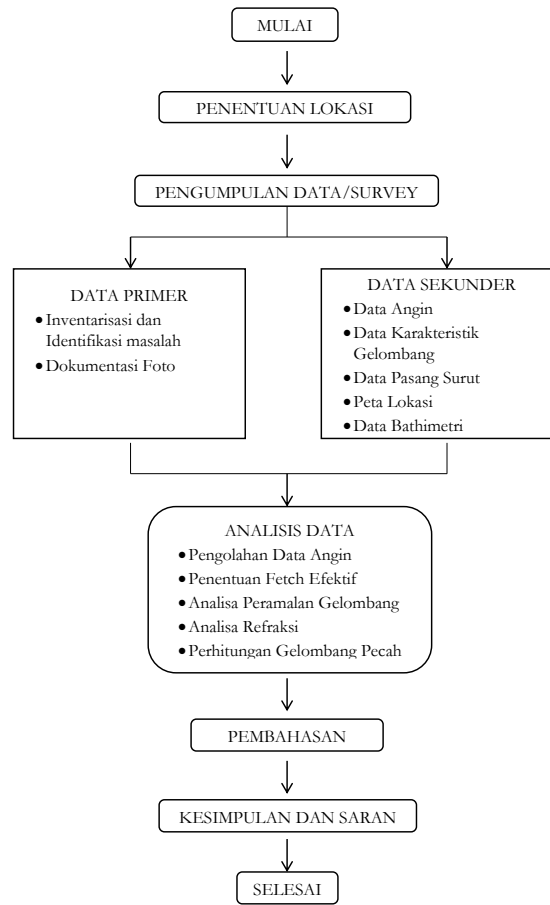 MULAI
PENENTUAN LOKASI
PENGUMPULAN DATA/SURVEY
DATA PRIMER
• Inventarisasi dan
Identifikasi masalah
• Dokumentasi Foto
DATA SEKUNDER
• Data Angin
• Data Karakteristik
Gelombang
• Data Pasang Surut
• Peta Lokasi
• Data Bathimetri
ANALISIS DATA
• Pengolahan Data Angin
• Penentuan Fetch Efektif
• Analisa Peramalan Gelombang
• Analisa Refraksi
• Perhitungan Gelombang Pecah
PEMBAHASAN
KESIMPULAN DAN SARAN
SELESAI